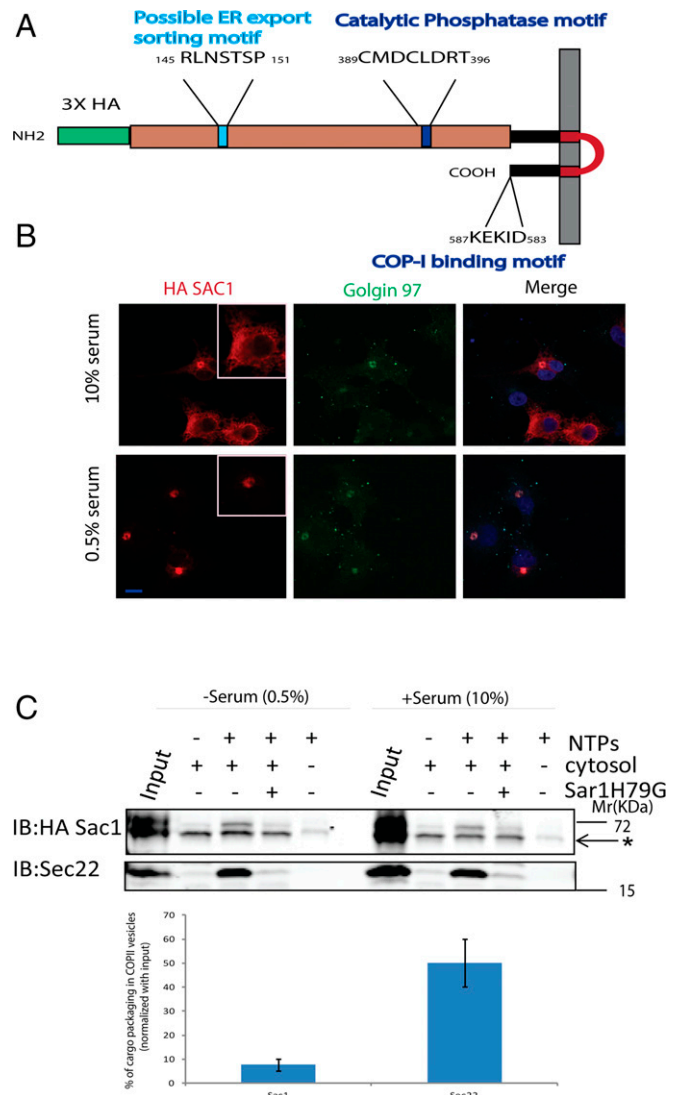 A
Possible ER export
sorting motif
Catalytic Phosphatase motif
145 RLNSTSP 151
389CMDCLDRT396
3X HA
NH2
COOH
587KEKID583
COP-I binding motif
B
HA SAC1
Golgin 97
Merge
10% serum
0.5% serum
C
-Serum (0.5%)
+Serum (10%)
Input - + + + Input - + + + NTPs
+ + + - + + + - cytosol
- - + - - - + - Sar1H79G
Mr(KDa)
IB:HA Sac1
72
*
IB:Sec22
15
% of cargo packaging in COPII vesicles
(normalized with input)
70
60
50
40
30
20
10
0
Sac1
Sec22